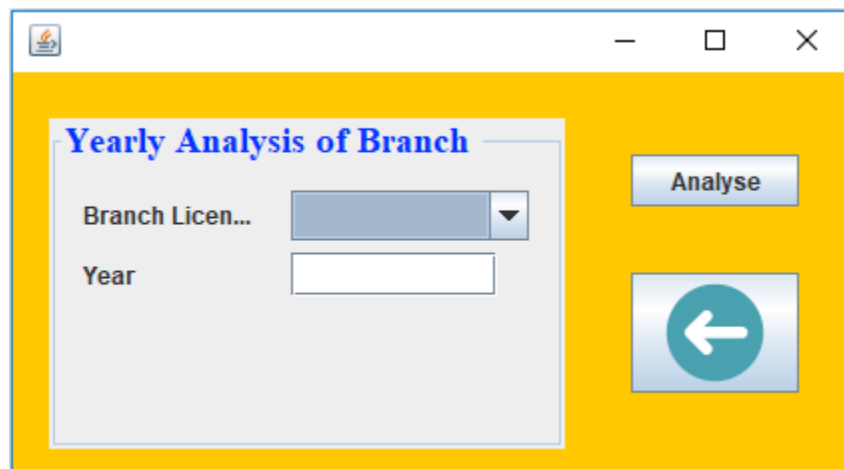 Yearly Analysis of Branch
Branch Licen...
Year
Analyse